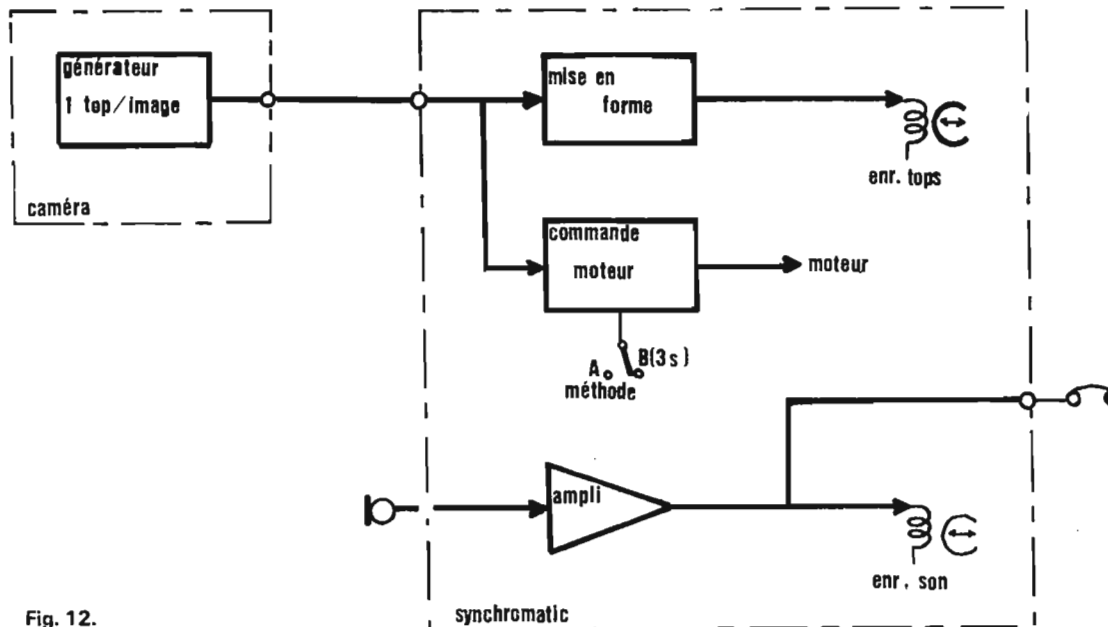 générateur
1 top/image
caméra
mise en
forme
enr. tops
commande
moteur
moteur
A
B(3s)
méthode
ampli
enr. son
synchromatic
Fig. 12.